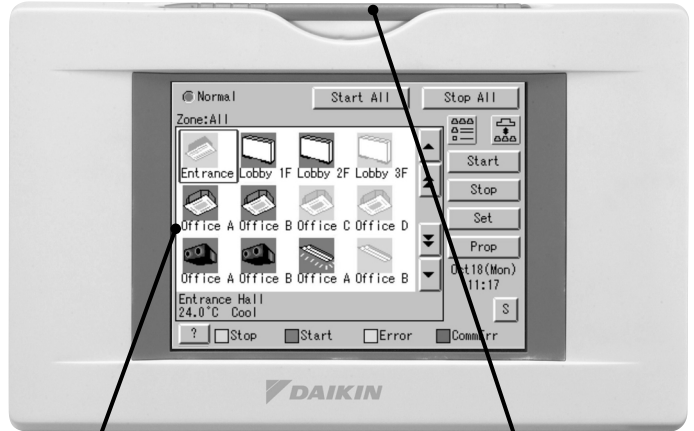 Normal Start All Stop All
Zone:All
Entrance Lobby 1F Lobby 2F Lobby 3F
Start
Stop
Office A Office B Office C Office D
Set
Prop
Office A Office B Office A Office B
Oct18(Mon)
11:17
Entrance Hall
24.0°C Cool
S
? Stop Start Error CommErr
DAIKIN